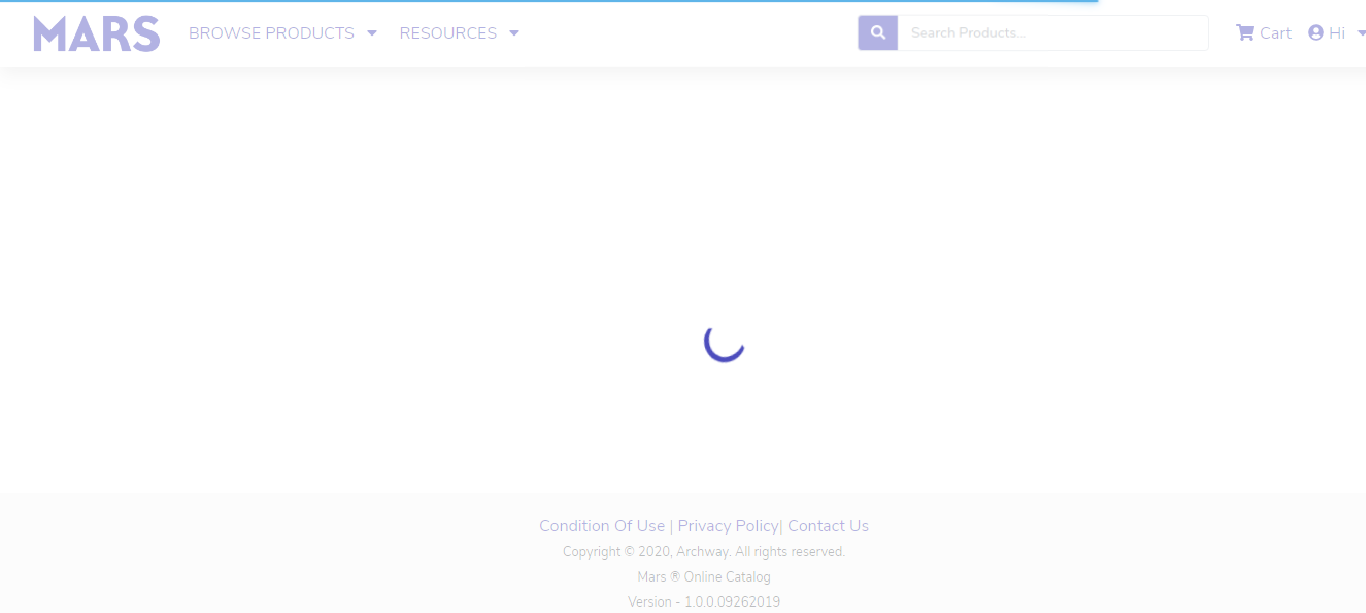 MARS BROWSE PRODUCTS RESOURCES Search Products... Cart Hi
Condition Of Use | Privacy Policy| Contact Us
Copyright © 2020, Archway. All rights reserved.
Mars ® Online Catalog
Version - 1.0.0.09262019